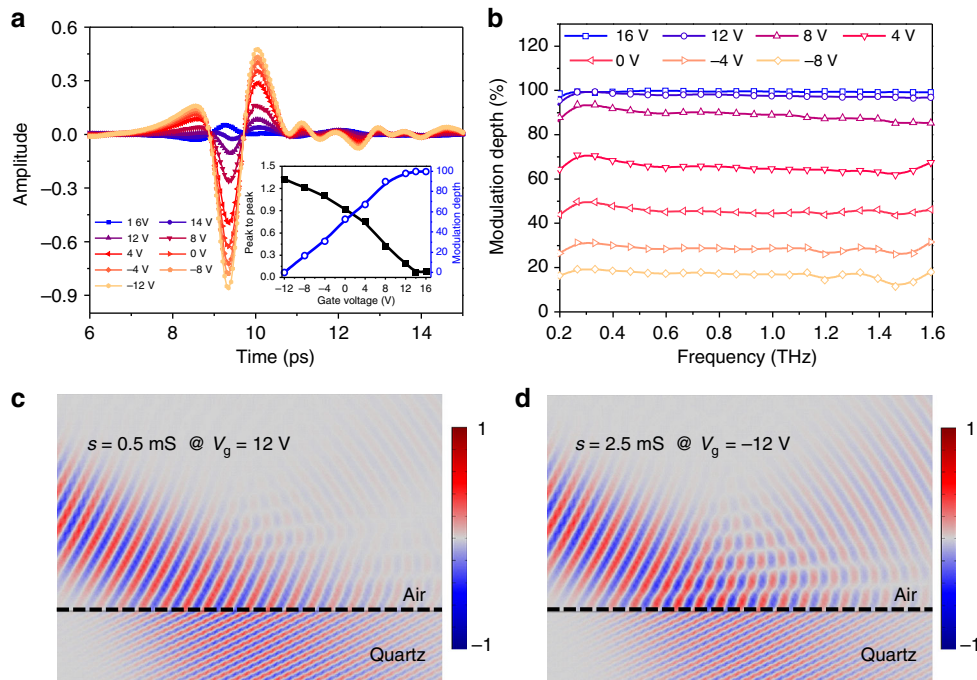 a
Amplitude
0.6
0.3
0.0
−0.3
−0.6
−0.9
6
8
10
12
14
Time (ps)
1 6V
14 V
12 V
8 V
4 V
0 V
−4 V
−8 V
−12 V
Peak to peak
1.5
1.2
0.9
0.6
0.3
0.0
Modulation depth
100
80
60
40
20
0
−12
−8
−4
0
4
8
12
16
Gate voltage (V)
b
Modulation depth (%)
120
100
80
60
40
20
0
16 V
12 V
8 V
4 V
0 V
−4 V
−8 V
0.2
0.4
0.6
0.8
1.0
1.2
1.4
1.6
Frequency (THz)
c
s = 0.5 mS @ Vg = 12 V
Air
Quartz
1
−1
d
s = 2.5 mS @ Vg = −12 V
Air
Quartz
1
−1